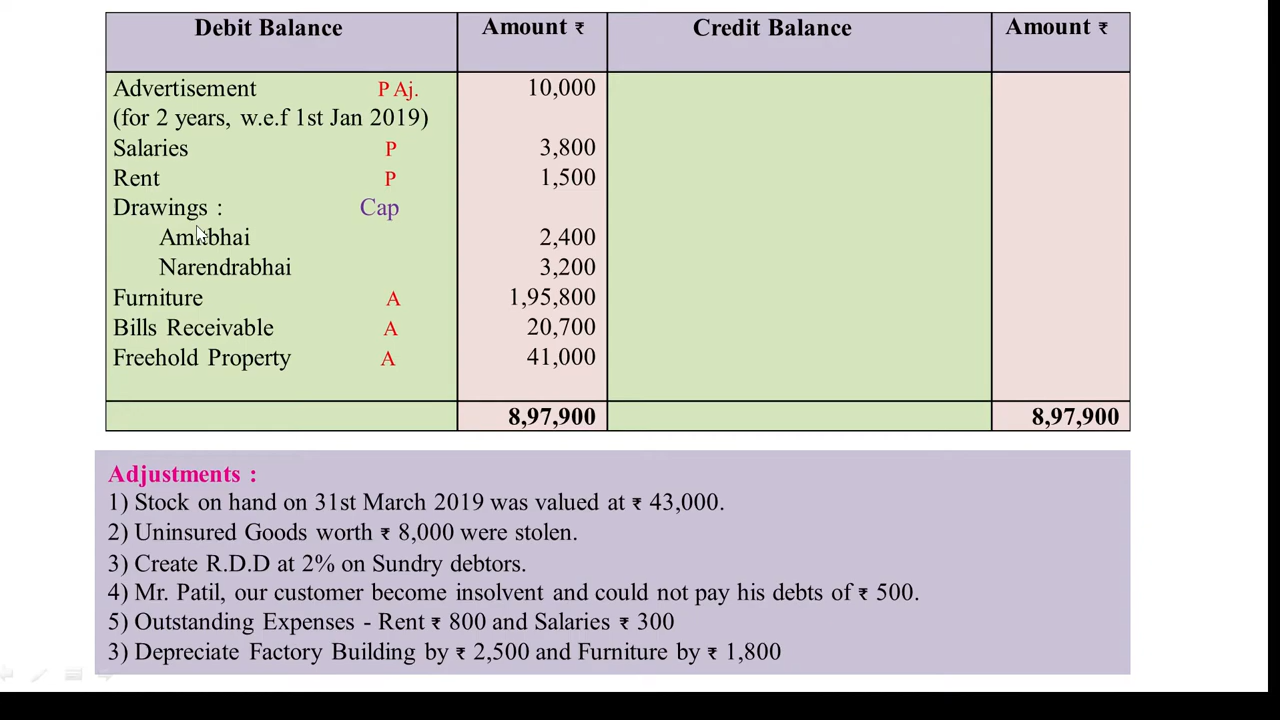 Debit Balance Amount ₹ Credit Balance Amount ₹
Advertisement P Aj. 10,000
(for 2 years, w.e.f 1st Jan 2019)
Salaries P 3,800
Rent P 1,500
Drawings : Cap
2,400
Narendrabhai 3,200
Furniture A 1,95,800
Bills Receivable A 20,700
Freehold Property A 41,000
8,97,900 8,97,900
Adjustments :
1) Stock on hand on 31st March 2019 was valued at ₹ 43,000.
2) Uninsured Goods worth ₹ 8,000 were stolen.
3) Create R.D.D at 2% on Sundry debtors.
4) Mr. Patil, our customer become insolvent and could not pay his debts of ₹ 500.
5) Outstanding Expenses - Rent ₹ 800 and Salaries ₹ 300
3) Depreciate Factory Building by ₹ 2,500 and Furniture by ₹ 1,800